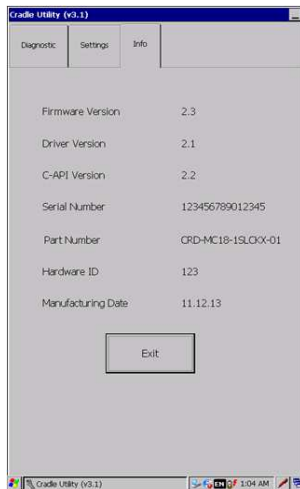 Cradle Utility (v3.1)
Diagnostic Settings Info
Firmware Version 2.3
Driver Version 2.1
C-API Version 2.2
Serial Number 123456789012345
Part Number CRD-MC18-1SLCKX-01
Hardware ID 123
Manufacturing Date 11.12.13
Exit
Cradle Utility (v3.1) EN 1:04 AM